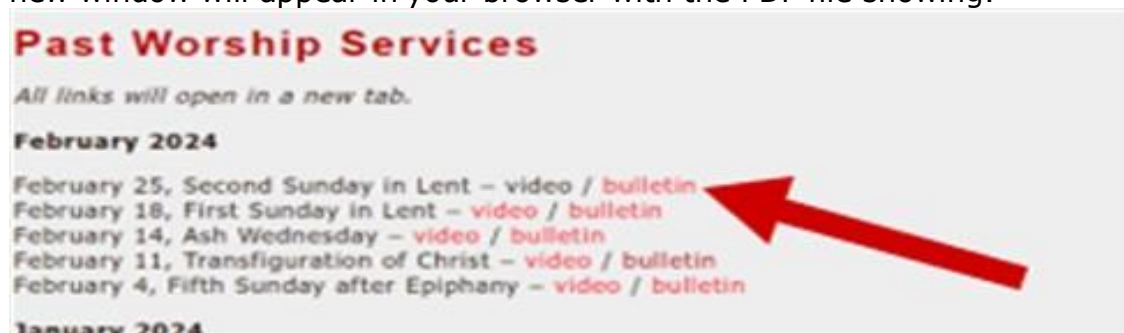 new window will appear in your browser with the PDF file showing.
Past Worship Services
All links will open in a new tab.
February 2024
February 25, Second Sunday in Lent – video / bulletin
February 18, First Sunday in Lent – video / bulletin
February 14, Ash Wednesday – video / bulletin
February 11, Transfiguration of Christ – video / bulletin
February 4, Fifth Sunday after Epiphany – video / bulletin
January 2024